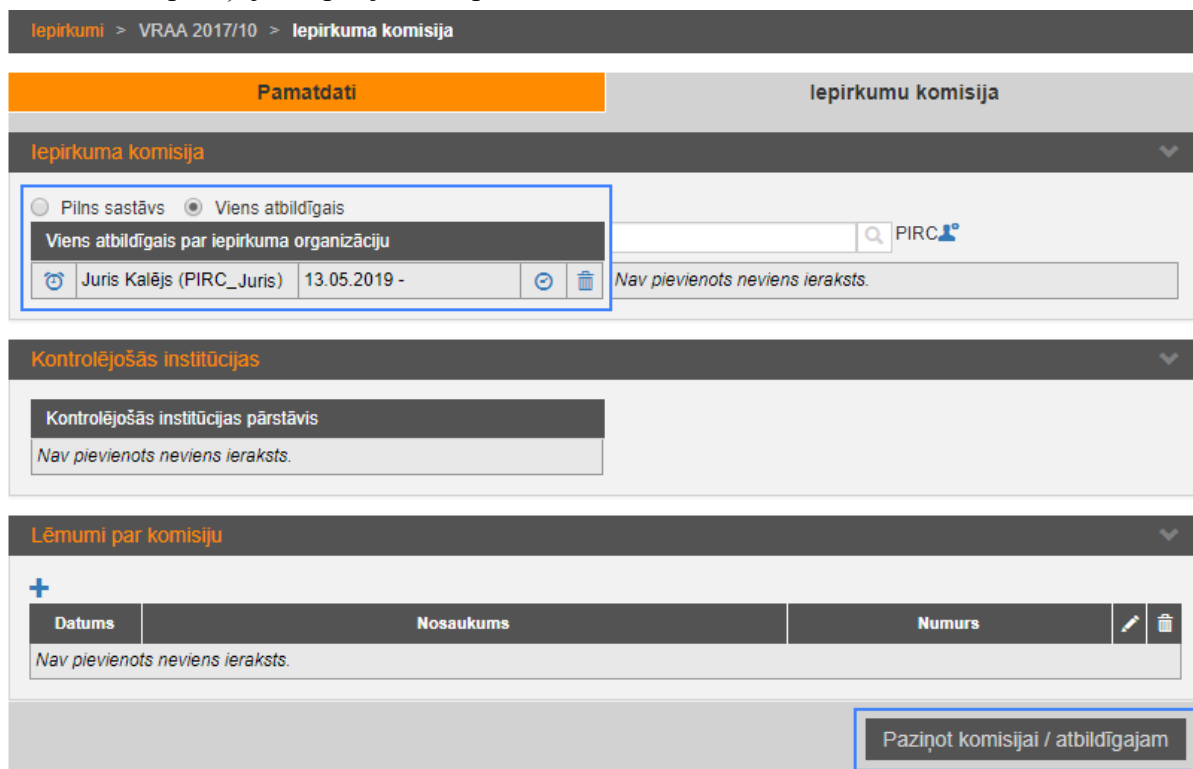 Iepirkumi > VRAA 2017/10 > Iepirkuma komisija
Pamatdati Iepirkumu komisija
Iepirkuma komisija
Pilns sastāvs Viens atbildīgais
Viens atbildīgais par iepirkuma organizāciju
PIRC
Juris Kalējs (PIRC_Juris) 13.05.2019 -
Nav pievienots neviens ieraksts.
Kontrolējošās institūcijas
Kontrolējošās institūcijas pārstāvis
Nav pievienots neviens ieraksts.
Lēmumi par komisiju
Datums Nosaukums Numurs
Nav pievienots neviens ieraksts.
Paziņot komisijai / atbildīgajam